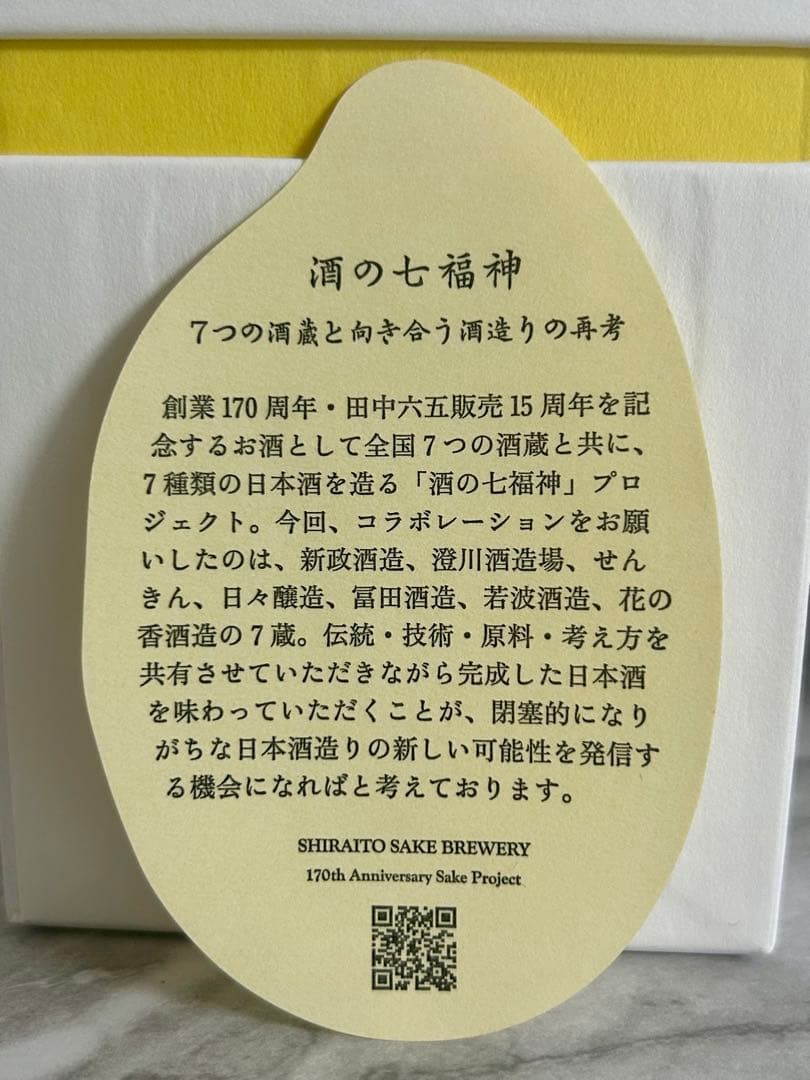 酒の七福神
7つの酒蔵と向き合う酒造りの再考
創業170周年・田中六五販売15周年を記
念するお酒として全国7つの酒蔵と共に、
7種類の日本酒を造る「酒の七福神」プロ
ジェクト。今回、コラボレーションをお願
いしたのは、新政酒造、澄川酒造場、せん
きん、日々醸造、冨田酒造、若波酒造、花の
香酒造の7蔵。伝統・技術・原料・考え方を
共有させていただきながら完成した日本酒
を味わっていただくことが、閉塞的になり
がちな日本酒造りの新しい可能性を発信す
る機会になればと考えております。
SHIRAITO SAKE BREWERY
170th Anniversary Sake Project